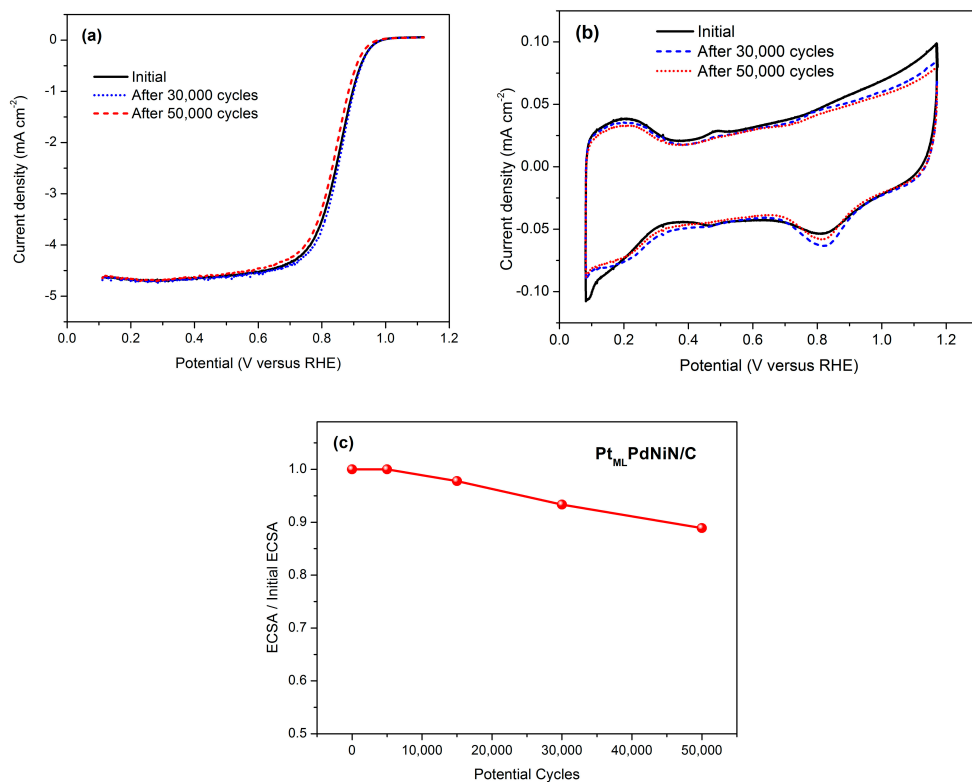 (a)
Initial
After 30,000 cycles
After 50,000 cycles
0
-1
-2
-3
-4
-5
Current density (mA cm⁻²)
0.0 0.2 0.4 0.6 0.8 1.0 1.2
Potential (V versus RHE)
(b)
Initial
After 30,000 cycles
After 50,000 cycles
0.10
0.05
0.00
-0.05
-0.10
Current density (mA cm⁻²)
0.0 0.2 0.4 0.6 0.8 1.0 1.2
Potential (V versus RHE)
(c)
Pt_ML PdNiN/C
1.0
0.9
0.8
0.7
0.6
0.5
ECSA / Initial ECSA
0 10,000 20,000 30,000 40,000 50,000
Potential Cycles